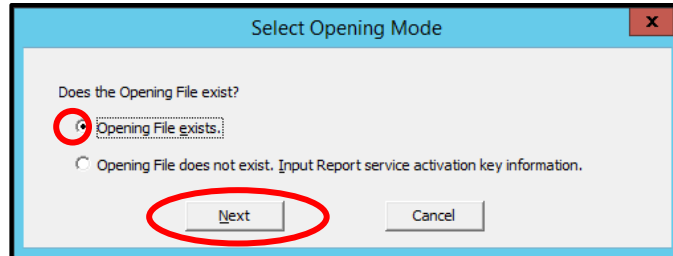 Select Opening Mode
x
Does the Opening File exist?
Opening File exists.
Opening File does not exist. Input Report service activation key information.
Next
Cancel